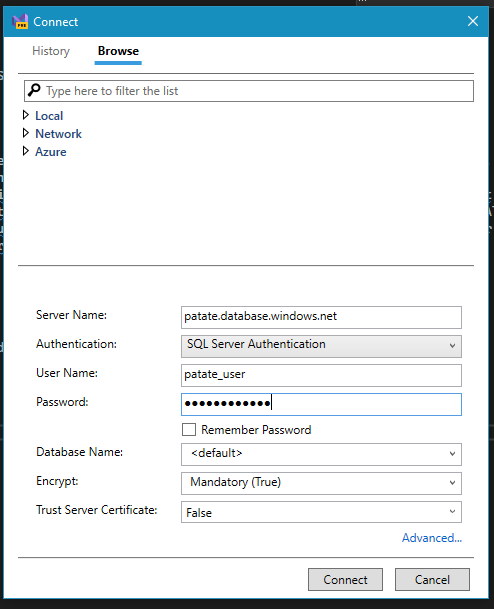 Connect
History Browse
Type here to filter the list
Local
Network
Azure
Server Name: patate.database.windows.net
Authentication: SQL Server Authentication
User Name: patate_user
Password: ●●●●●●●●●●●●
Remember Password
Database Name: <default>
Encrypt: Mandatory (True)
Trust Server Certificate: False
Advanced...
Connect Cancel